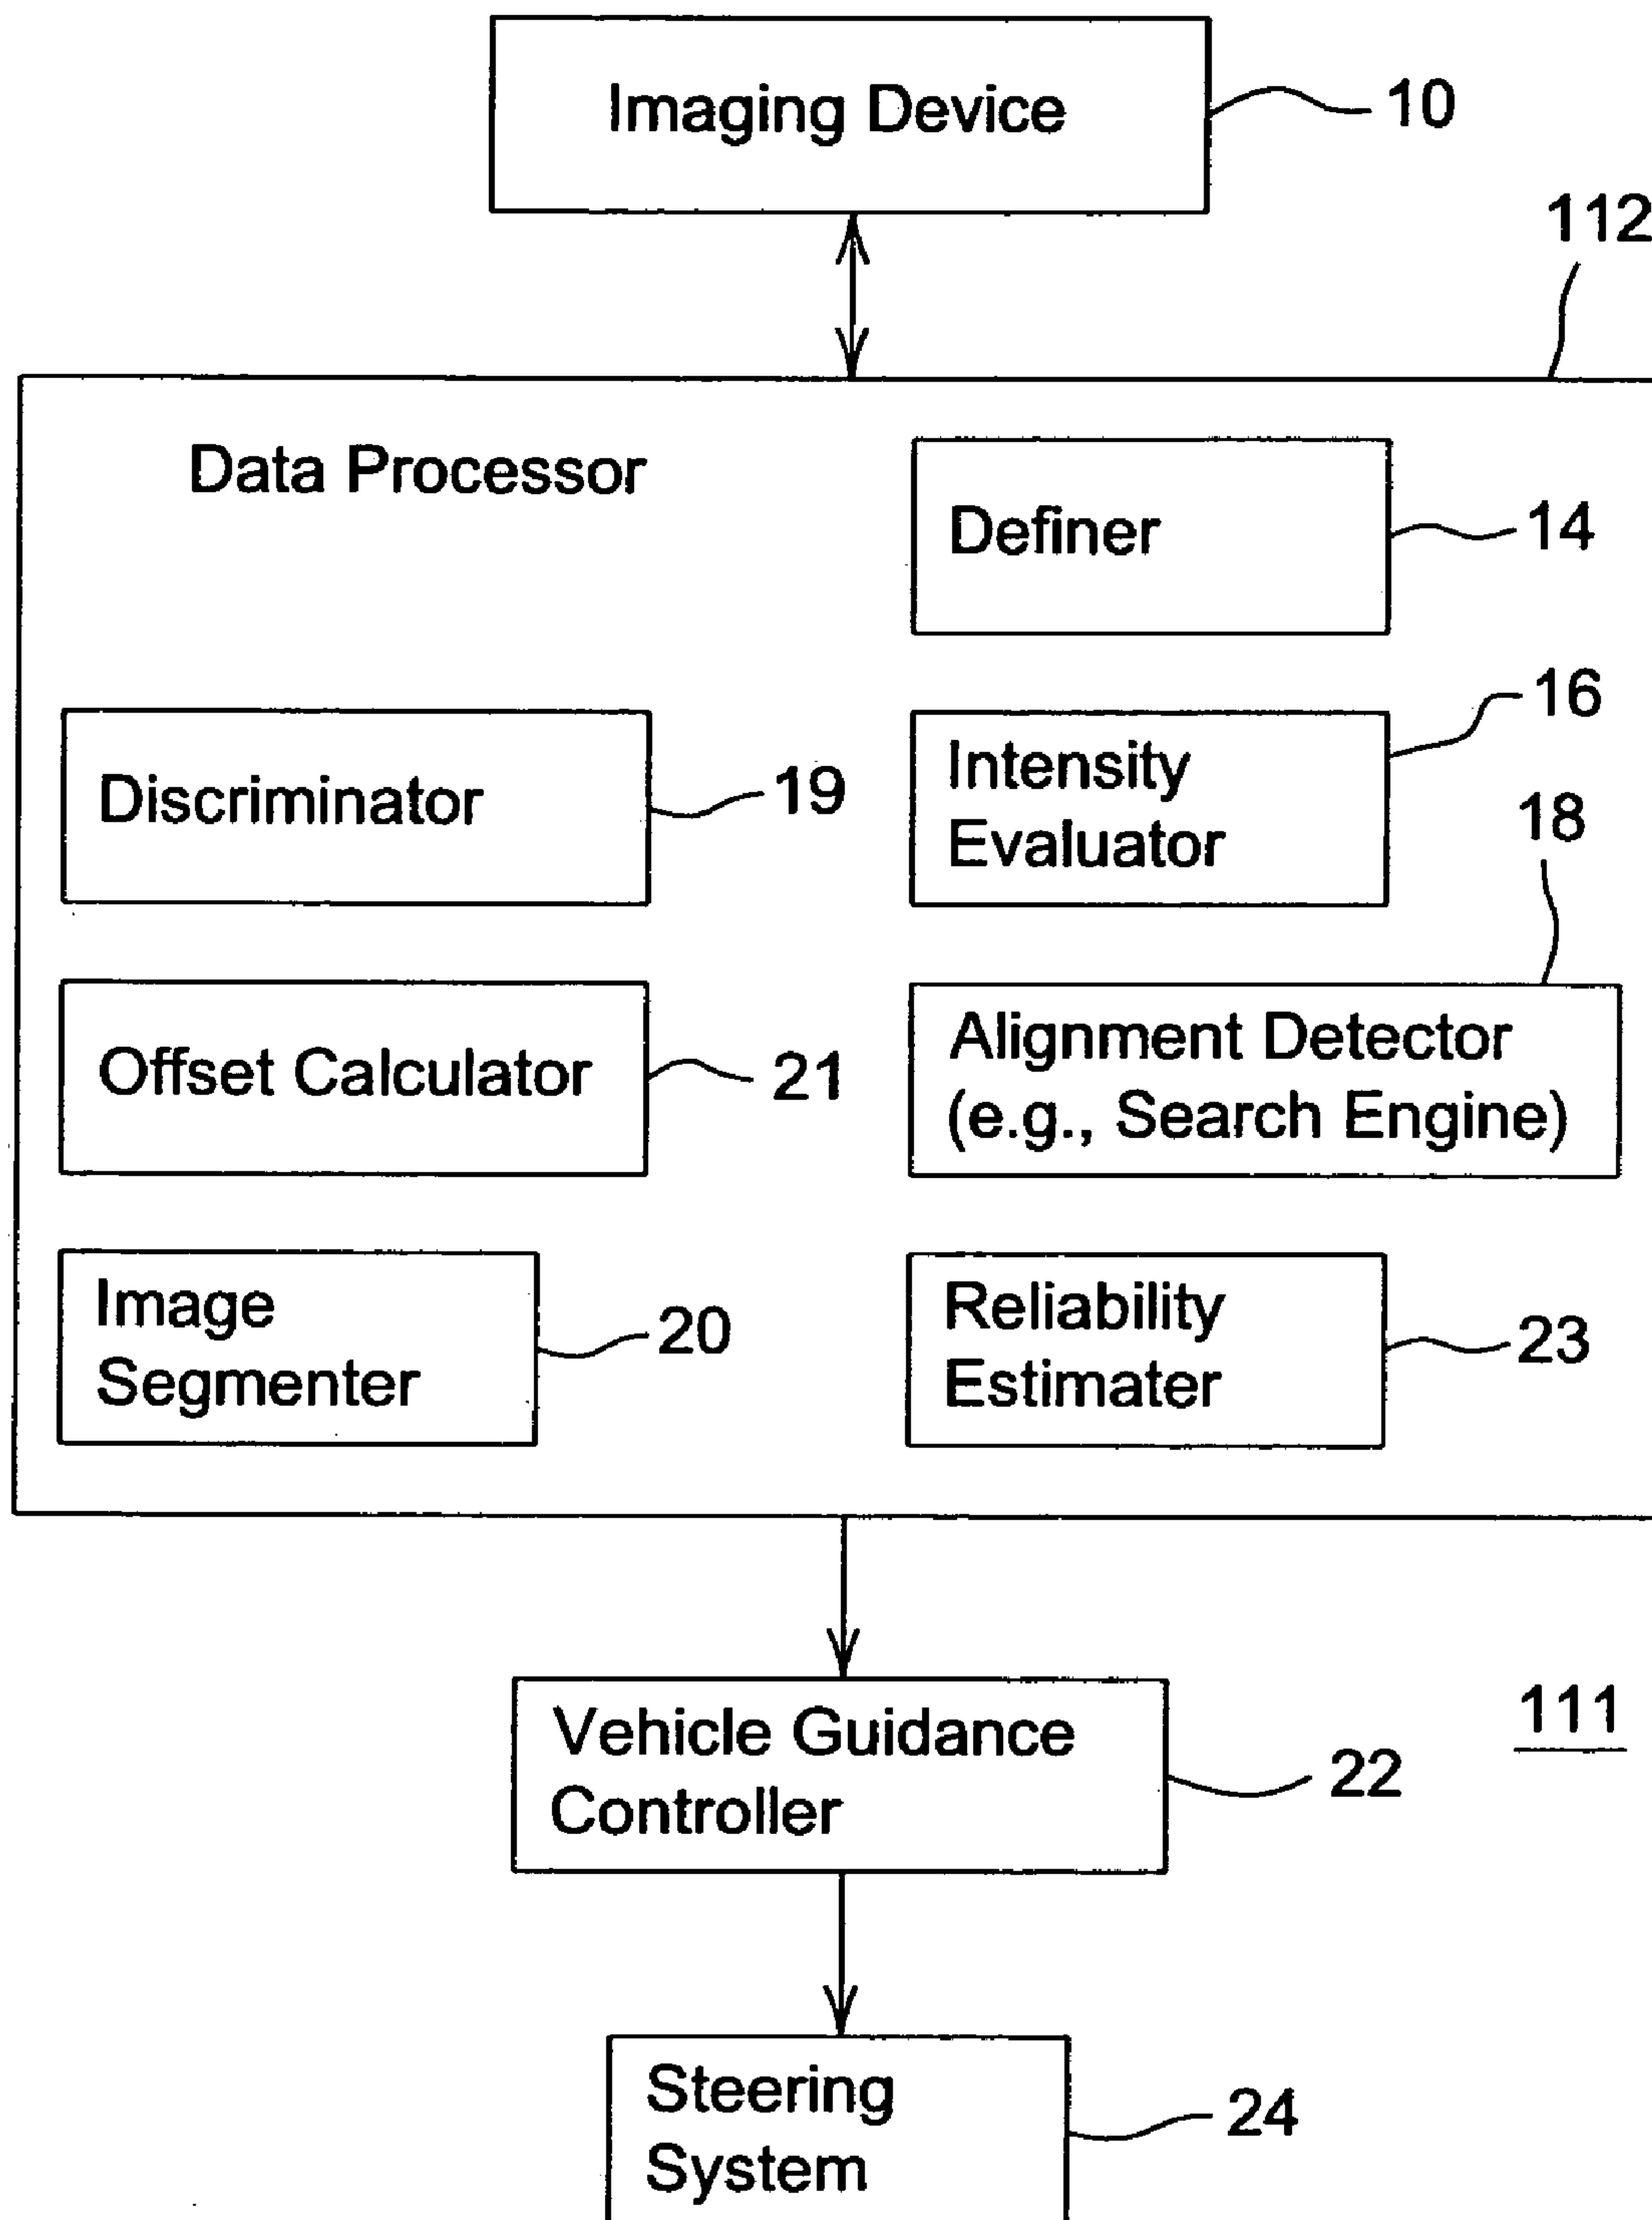 Imaging Device
10
112
Data Processor
Definer
14
Discriminator
19
Intensity
Evaluator
16
18
Offset Calculator
21
Alignment Detector
(e.g., Search Engine)
Image
Segmenter
20
Reliability
Estimater
23
Vehicle Guidance
Controller
22
111
Steering
System
24